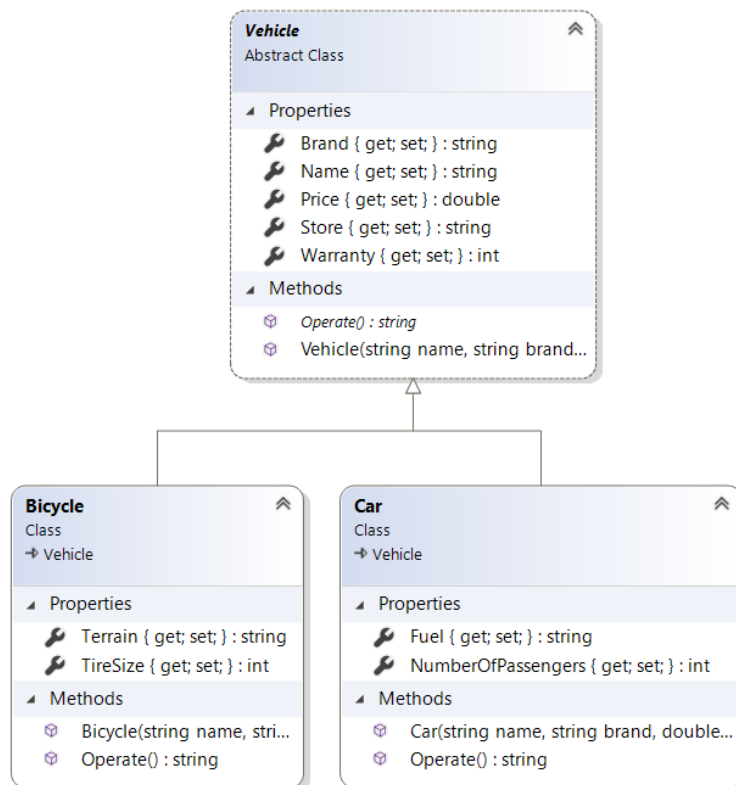 Vehicle
Abstract Class
Properties
Brand { get; set; } : string
Name { get; set; } : string
Price { get; set; } : double
Store { get; set; } : string
Warranty { get; set; } : int
Methods
Operate() : string
Vehicle(string name, string brand...
Bicycle
Class
Vehicle
Properties
Terrain { get; set; } : string
TireSize { get; set; } : int
Methods
Bicycle(string name, stri...
Operate() : string
Car
Class
Vehicle
Properties
Fuel { get; set; } : string
NumberOfPassengers { get; set; } : int
Methods
Car(string name, string brand, double...
Operate() : string